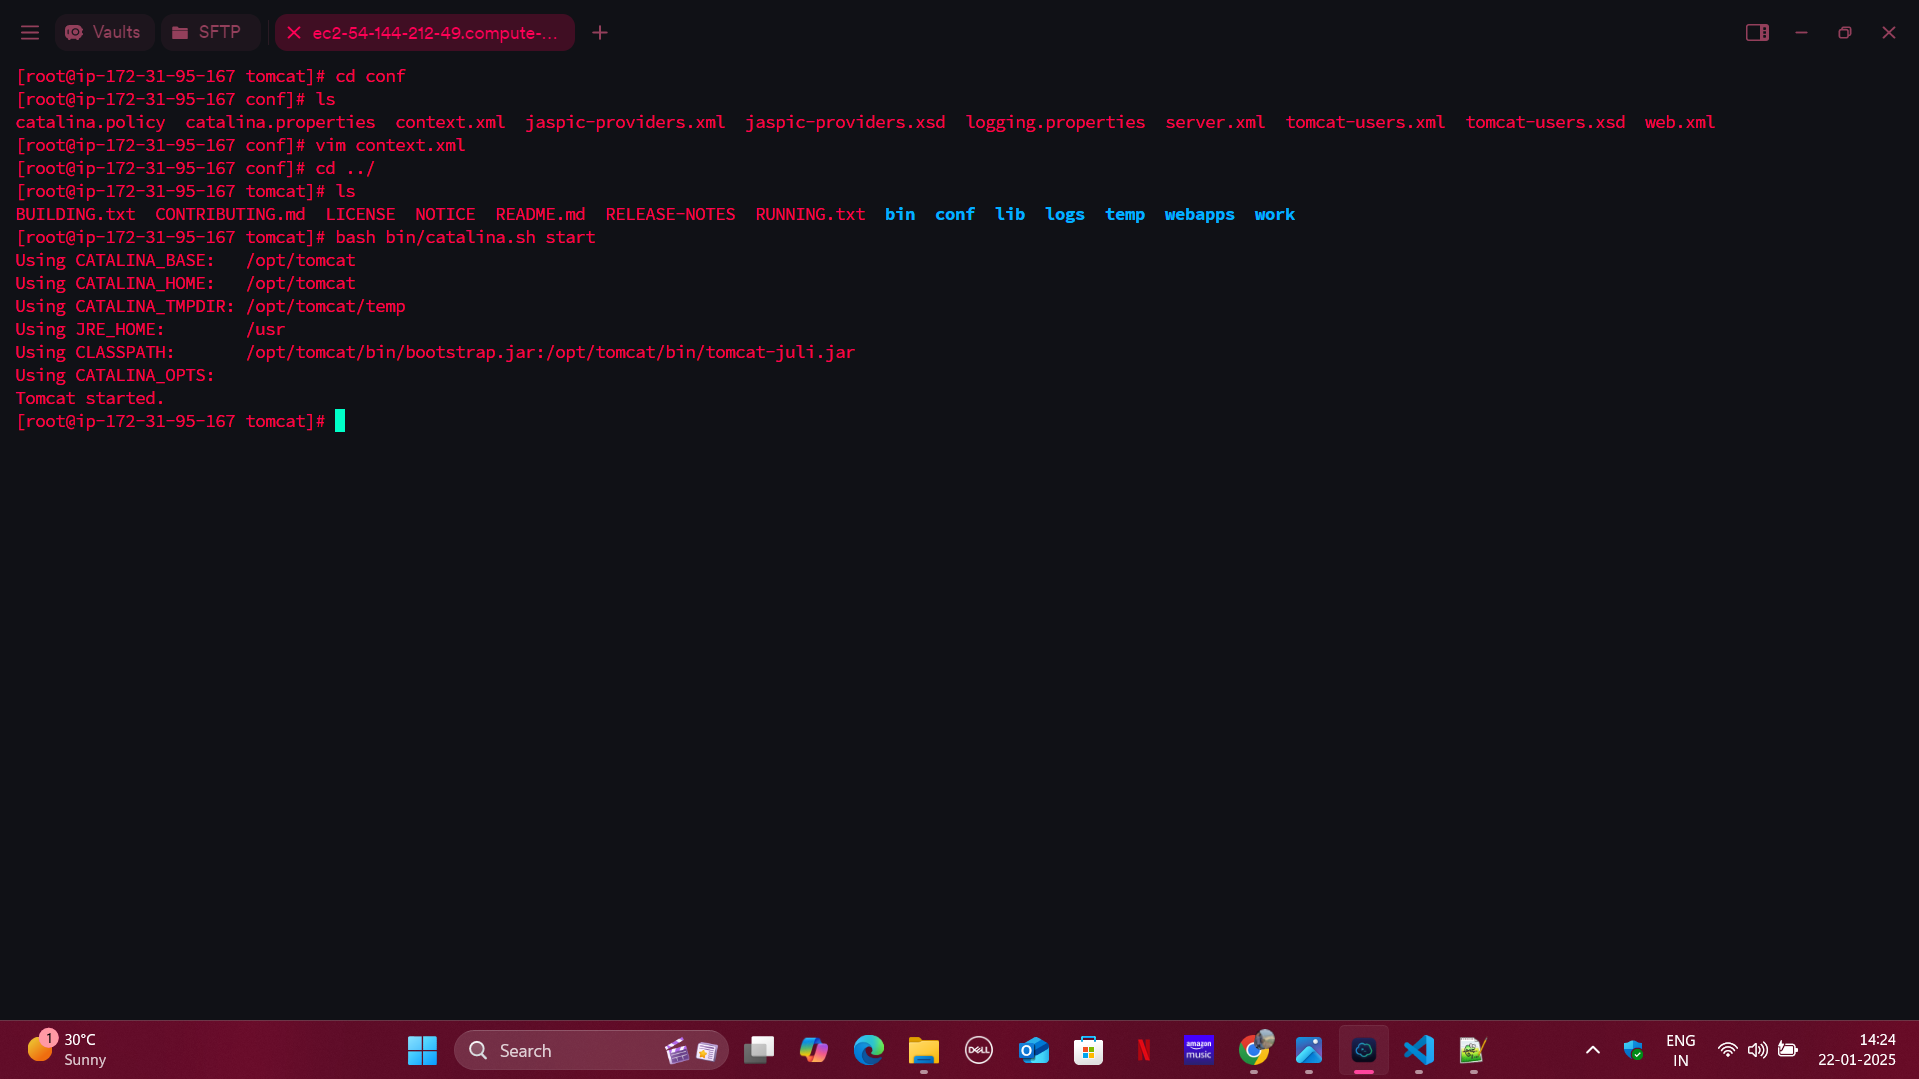 Vaults SFTP ec2-54-144-212-49.compute-...
[root@ip-172-31-95-167 tomcat]# cd conf
[root@ip-172-31-95-167 conf]# ls
catalina.policy catalina.properties context.xml jaspic-providers.xml jaspic-providers.xsd logging.properties server.xml tomcat-users.xml tomcat-users.xsd web.xml
[root@ip-172-31-95-167 conf]# vim context.xml
[root@ip-172-31-95-167 conf]# cd ../
[root@ip-172-31-95-167 tomcat]# ls
BUILDING.txt CONTRIBUTING.md LICENSE NOTICE README.md RELEASE-NOTES RUNNING.txt bin conf lib logs temp webapps work
[root@ip-172-31-95-167 tomcat]# bash bin/catalina.sh start
Using CATALINA_BASE: /opt/tomcat
Using CATALINA_HOME: /opt/tomcat
Using CATALINA_TMPDIR: /opt/tomcat/temp
Using JRE_HOME: /usr
Using CLASSPATH: /opt/tomcat/bin/bootstrap.jar:/opt/tomcat/bin/tomcat-juli.jar
Using CATALINA_OPTS:
Tomcat started.
[root@ip-172-31-95-167 tomcat]#
1 30°C
Sunny
Search
DELL
amazon music
ENG
IN
14:24
22-01-2025